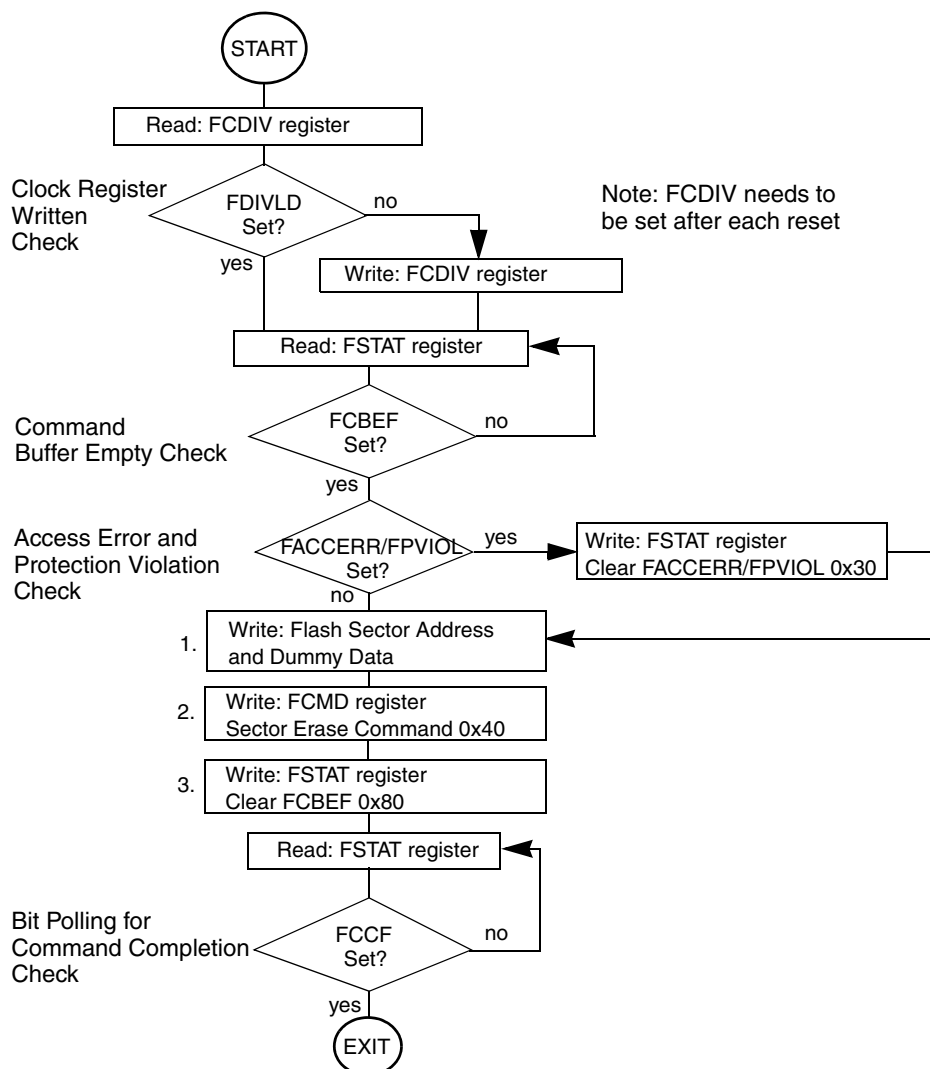 START
Read: FCDIV register
Clock Register
Written
Check
FDIVLD
Set?
no
yes
Note: FCDIV needs to
be set after each reset
Write: FCDIV register
Read: FSTAT register
Command
Buffer Empty Check
FCBEF
Set?
no
yes
Access Error and
Protection Violation
Check
FACCERR/FPVIOL
Set?
yes
no
Write: FSTAT register
Clear FACCERR/FPVIOL 0x30
1.
Write: Flash Sector Address
and Dummy Data
2.
Write: FCMD register
Sector Erase Command 0x40
3.
Write: FSTAT register
Clear FCBEF 0x80
Read: FSTAT register
Bit Polling for
Command Completion
Check
FCCF
Set?
no
yes
EXIT